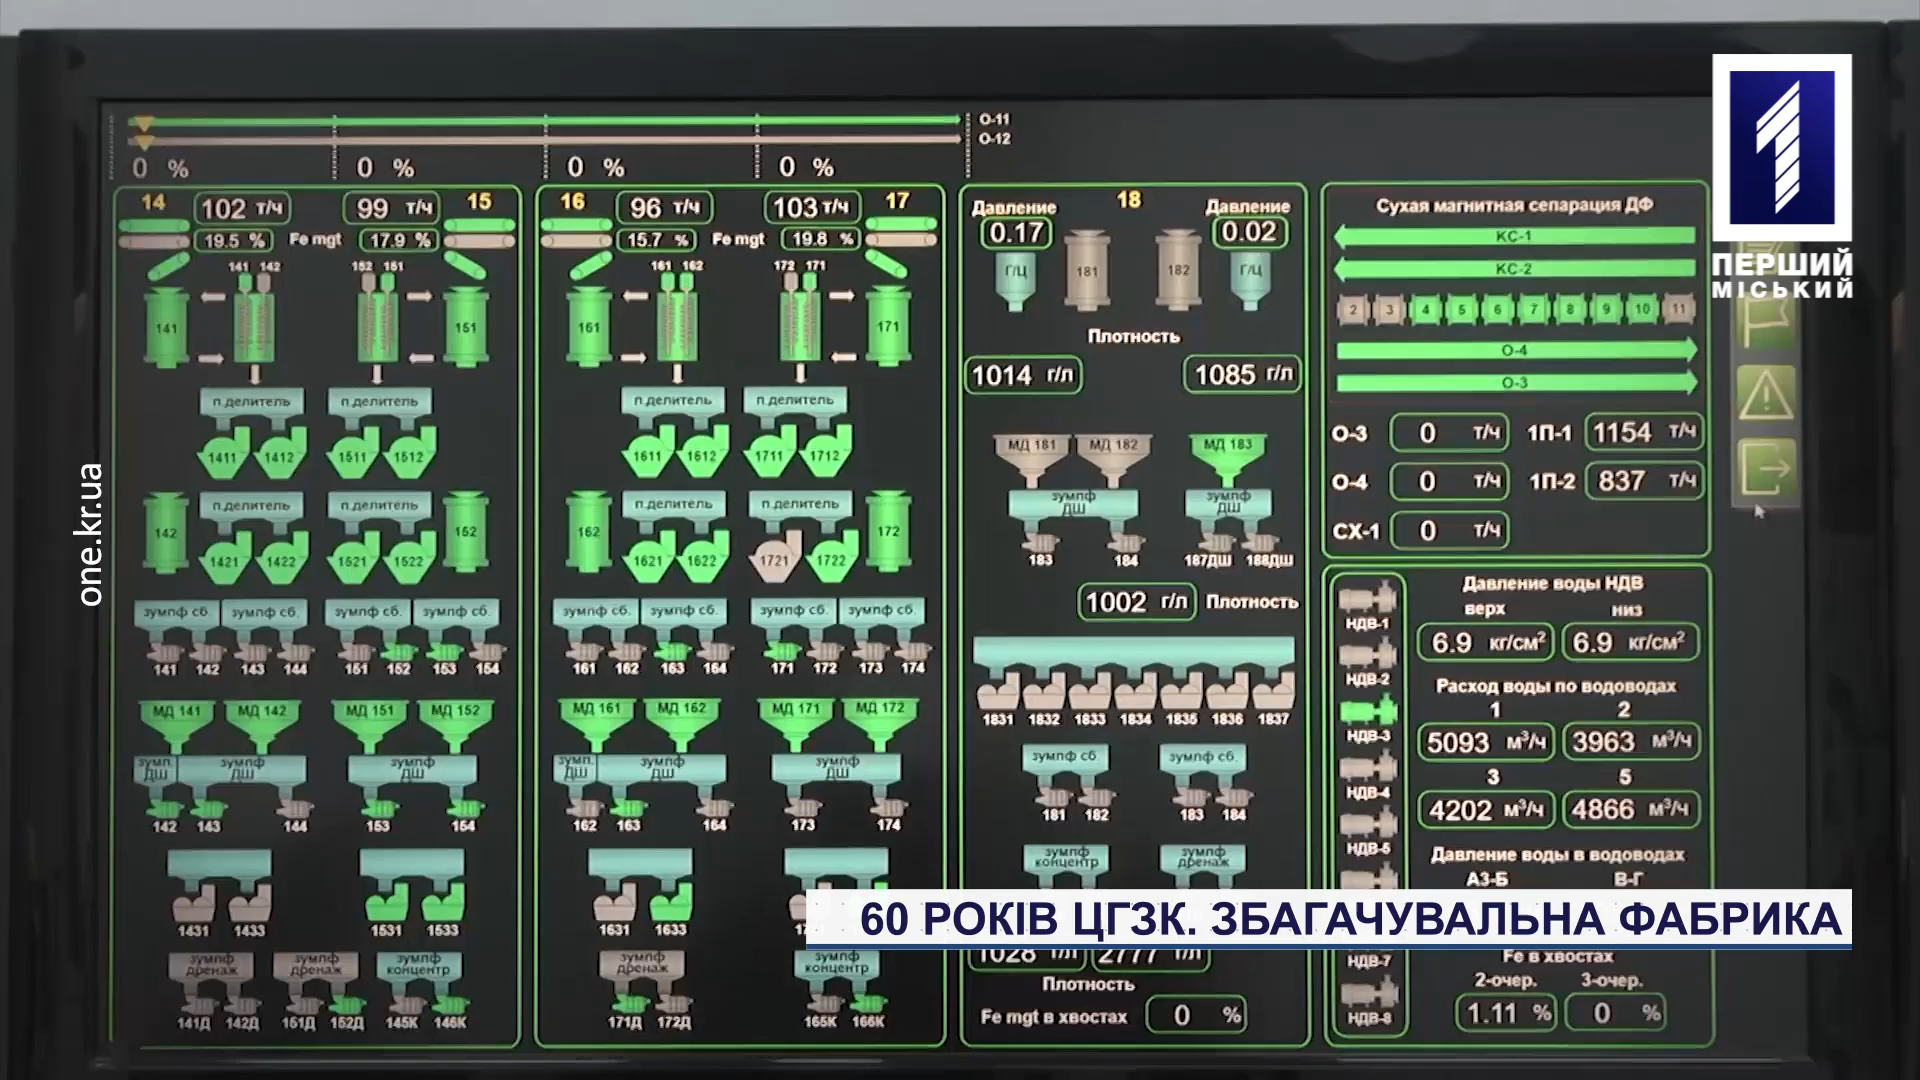 О-11
О-12
0 % 0 % 0 % 0 %
14 102 т/ч 99 т/ч 15
19.5 % Fe mgt 17.9 %
141 142 152 151
141 151
п.делитель п.делитель
1411 1412 1511 1512
п.делитель п.делитель
142 152
1421 1422 1521 1522
зумпф сб. зумпф сб. зумпф сб. зумпф сб.
141 142 143 144 151 152 153 154
МД 141 МД 142 МД 151 МД 152
зумп. ДШ зумпф ДШ зумпф ДШ
142 143 144 153 154
1431 1433 1531 1533
зумпф дренаж зумпф дренаж зумпф концентр
141Д 142Д 151Д 152Д 145К 146К
16 96 т/ч 103 т/ч 17
15.7 % Fe mgt 19.8 %
161 162 172 171
161 171
п.делитель п.делитель
1611 1612 1711 1712
п.делитель п.делитель
162 172
1621 1622 1721 1722
зумпф сб. зумпф сб. зумпф сб. зумпф сб.
161 162 163 164 171 172 173 174
МД 161 МД 162 МД 171 МД 172
зумп. ДШ зумпф ДШ зумпф ДШ
162 163 164 173 174
1631 1633
зумпф дренаж зумпф концентр
171Д 172Д 165К 166К
18
Давление Давление
0.17 0.02
Г/Ц 181 182 Г/Ц
Плотность
1014 г/л 1085 г/л
МД 181 МД 182 МД 183
зумпф ДШ зумпф ДШ
183 184 187ДШ 188ДШ
1002 г/л Плотность
1831 1832 1833 1834 1835 1836 1837
зумпф сб. зумпф сб.
181 182 183 184
зумпф концентр зумпф дренаж
1028 г/л 2777 г/л
Плотность
Fe mgt в хвостах 0 %
Сухая магнитная сепарация ДФ
КС-1
КС-2
2 3 4 5 6 7 8 9 10 11
О-4
О-3
О-3 0 т/ч 1П-1 1154 т/ч
О-4 0 т/ч 1П-2 837 т/ч
СХ-1 0 т/ч
НДВ-1
НДВ-2
НДВ-3
НДВ-4
НДВ-5
НДВ-7
НДВ-8
Давление воды НДВ
верх низ
6.9 кг/см² 6.9 кг/см²
Расход воды по водоводах
1 2
5093 м³/ч 3963 м³/ч
3 5
4202 м³/ч 4866 м³/ч
Давление воды в водоводах
АЗ-Б В-Г
Fe в хвостах
2-очер. 3-очер.
1.11 % 0 %
1
ПЕРШИЙ
МІСЬКИЙ
one.kr.ua
60 РОКІВ ЦГЗК. ЗБАГАЧУВАЛЬНА ФАБРИКА